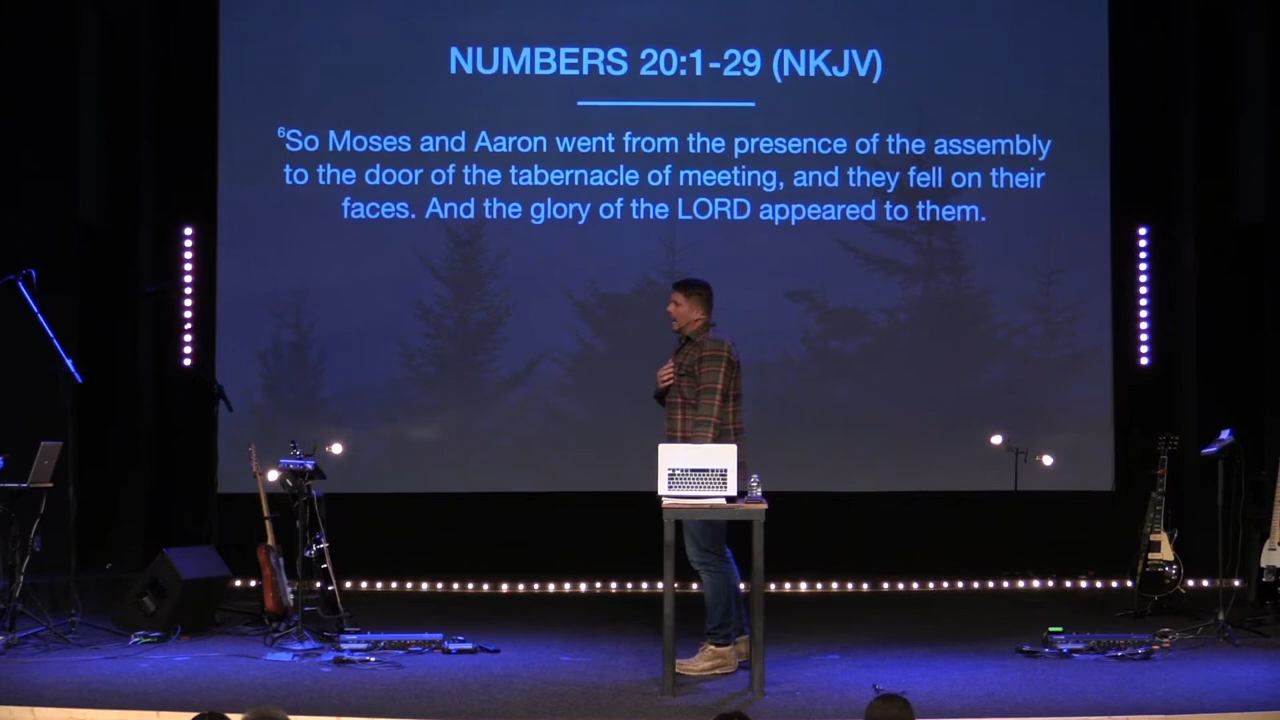 NUMBERS 20:1-29 (NKJV)
⁶So Moses and Aaron went from the presence of the assembly
to the door of the tabernacle of meeting, and they fell on their
faces. And the glory of the LORD appeared to them.